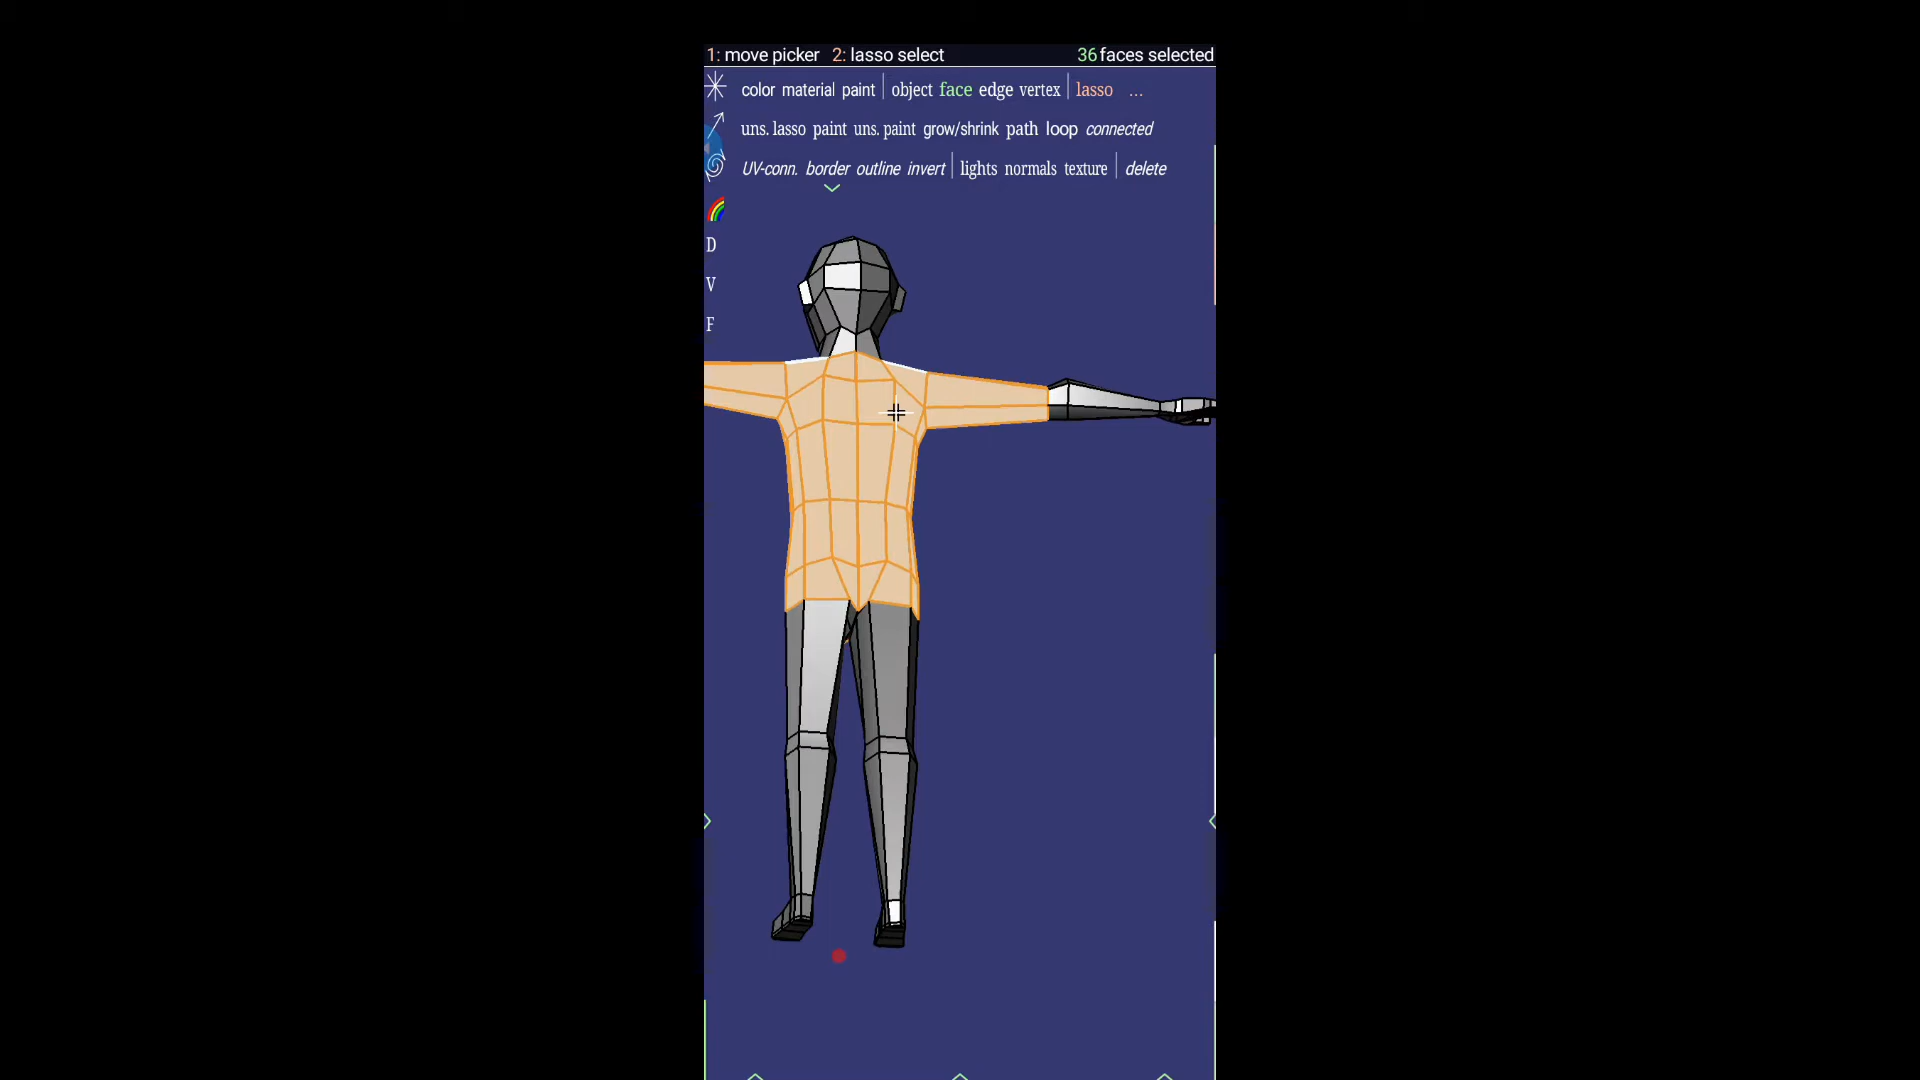 1: move picker 2: lasso select 36 faces selected
color material paint object face edge vertex lasso ...
uns. lasso paint uns. paint grow/shrink path loop connected
UV-conn. border outline invert lights normals texture delete
D
V
F